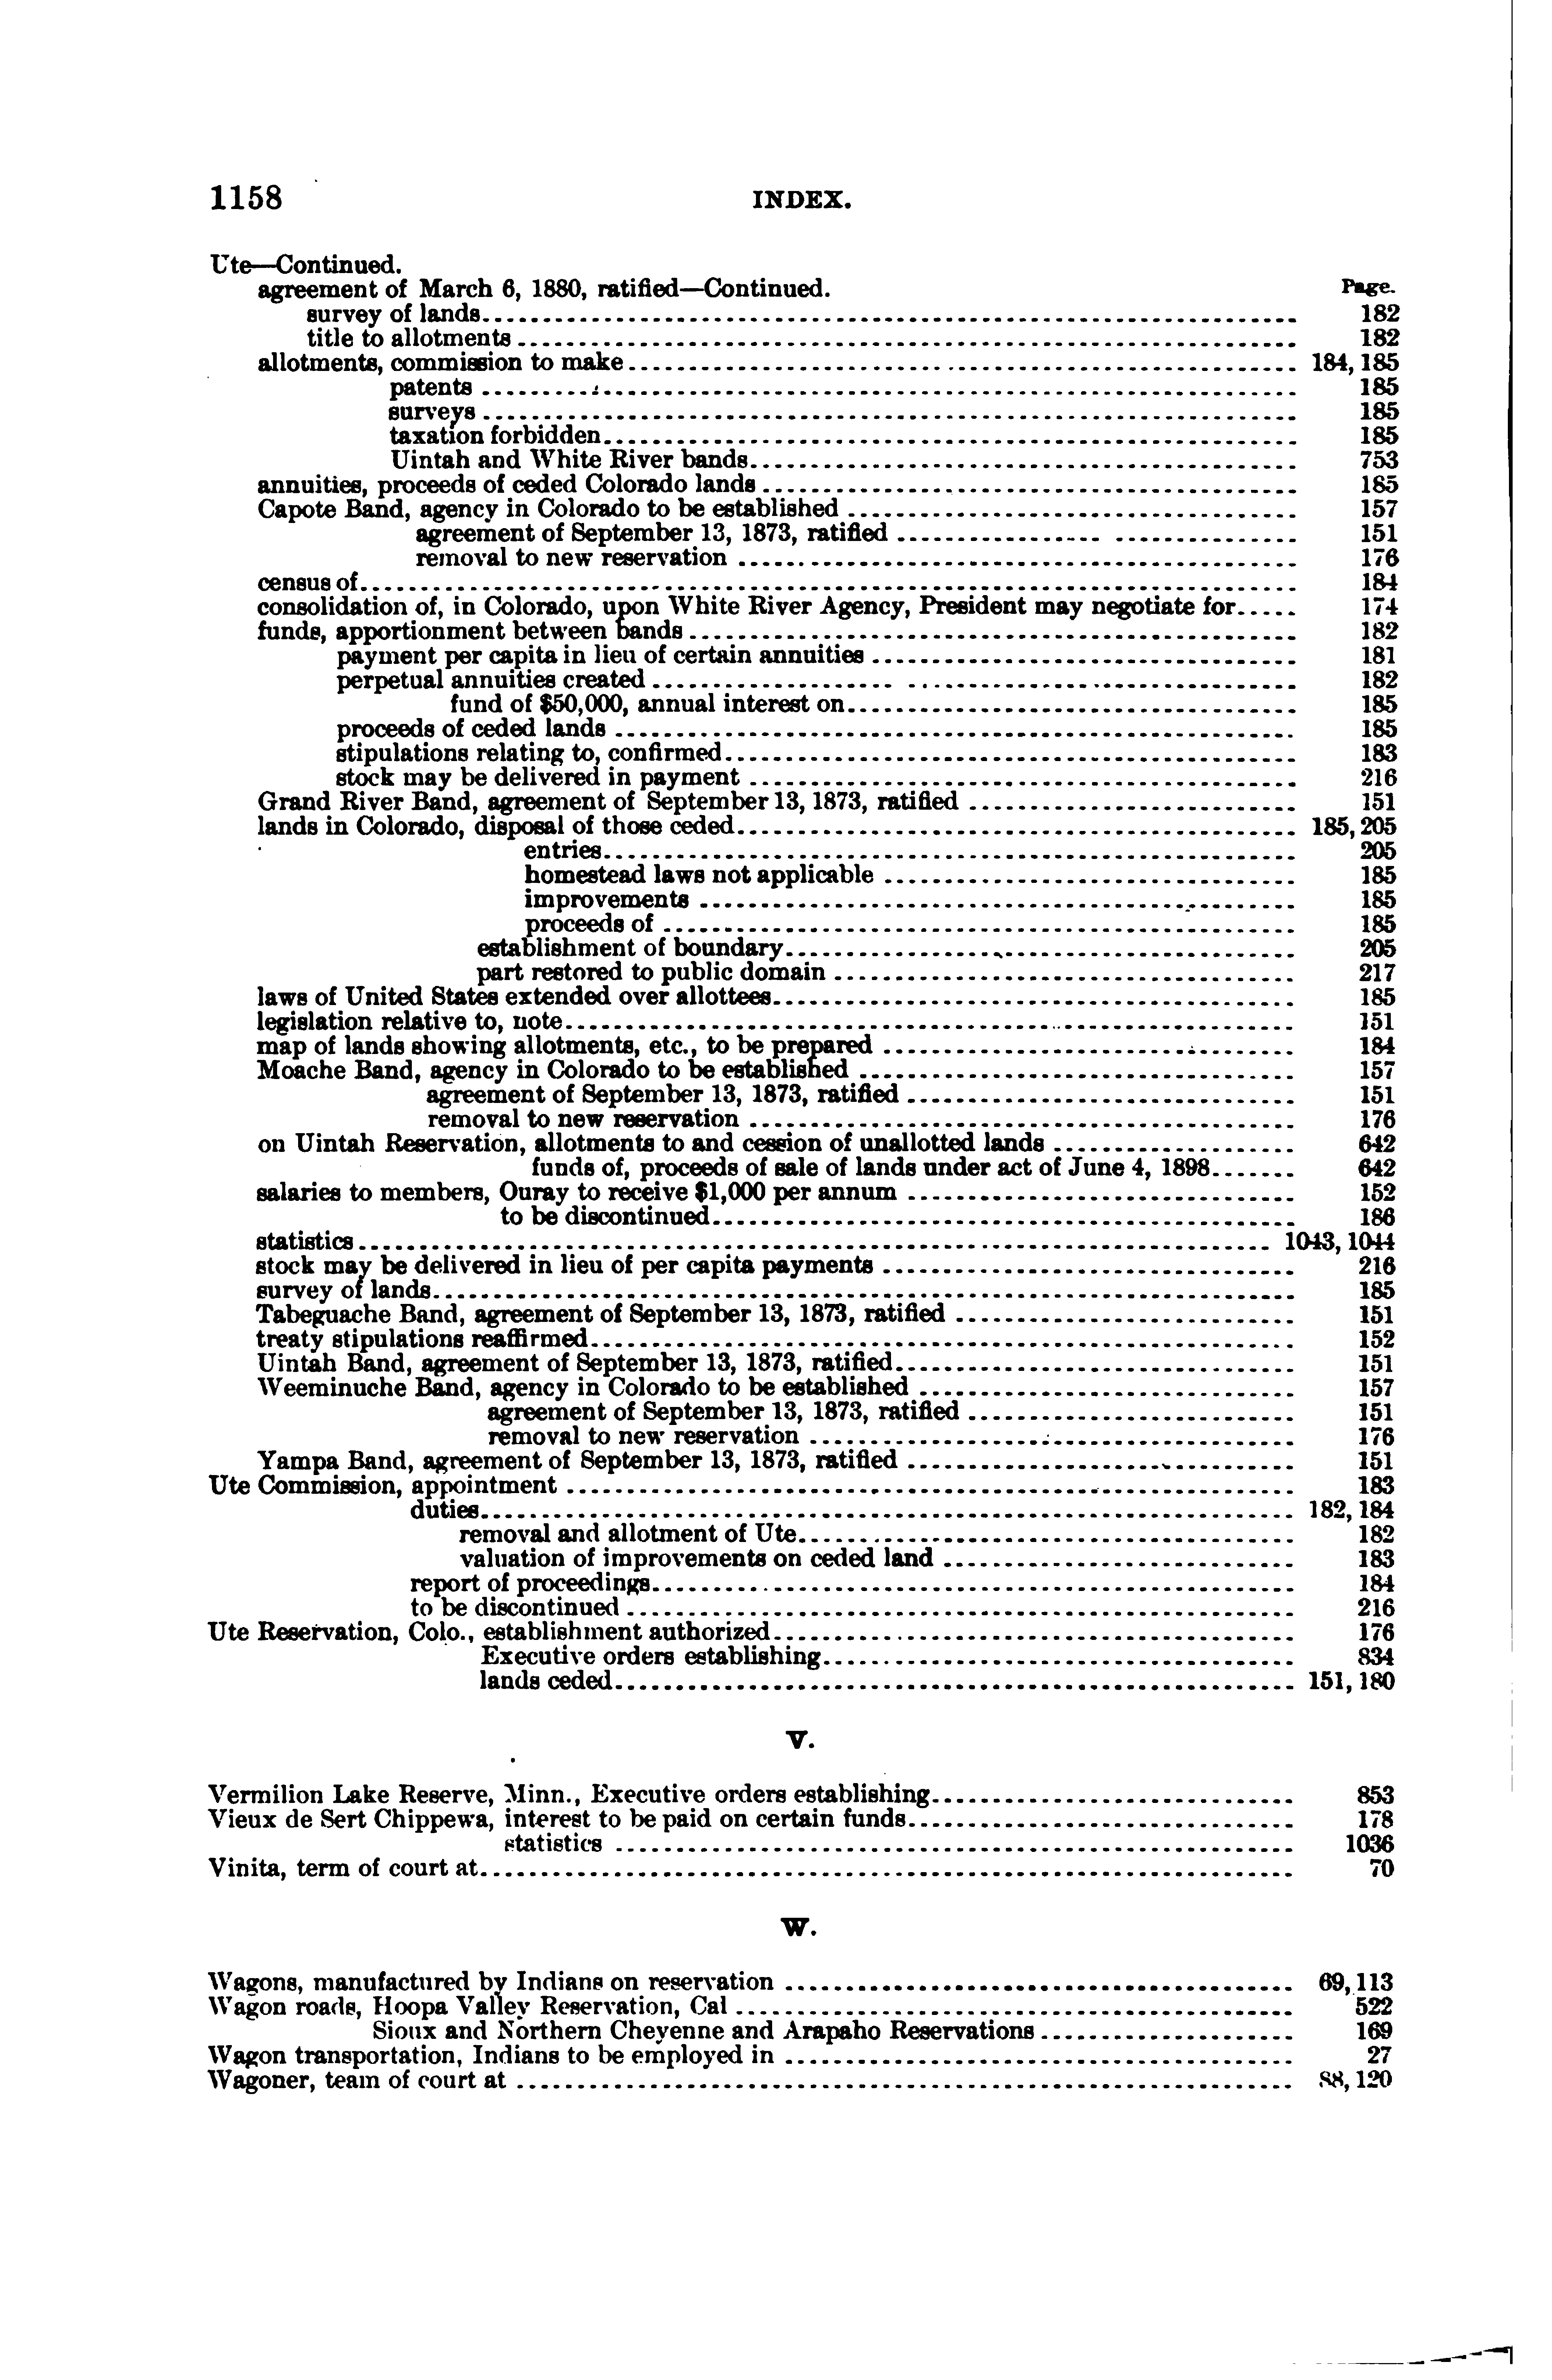 1158 INDEX.
Ute—Continued.
agreement of March 6, 1880, ratified—Continued. Page.
survey of lands 182
title to allotments 182
allotments, commission to make 184, 185
patents 185
surveys 185
taxation forbidden 185
Uintah and White River bands 753
annuities, proceeds of ceded Colorado lands 185
Capote Band, agency in Colorado to be established 157
agreement of September 13, 1873, ratified 151
removal to new reservation 176
census of 184
consolidation of, in Colorado, upon White River Agency, President may negotiate for 174
funds, apportionment between bands 182
payment per capita in lieu of certain annuities 181
perpetual annuities created 182
fund of $50,000, annual interest on 185
proceeds of ceded lands 185
stipulations relating to, confirmed 183
stock may be delivered in payment 216
Grand River Band, agreement of September 13, 1873, ratified 151
lands in Colorado, disposal of those ceded 185, 205
entries 205
homestead laws not applicable 185
improvements 185
proceeds of 185
establishment of boundary 205
part restored to public domain 217
laws of United States extended over allottees 185
legislation relative to, note 151
map of lands showing allotments, etc., to be prepared 184
Moache Band, agency in Colorado to be established 157
agreement of September 13, 1873, ratified 151
removal to new reservation 176
on Uintah Reservation, allotments to and cession of unallotted lands 642
funds of, proceeds of sale of lands under act of June 4, 1898 642
salaries to members, Ouray to receive $1,000 per annum 152
to be discontinued 186
statistics 1043, 1044
stock may be delivered in lieu of per capita payments 216
survey of lands 185
Tabeguache Band, agreement of September 13, 1873, ratified 151
treaty stipulations reaffirmed 152
Uintah Band, agreement of September 13, 1873, ratified 151
Weeminuche Band, agency in Colorado to be established 157
agreement of September 13, 1873, ratified 151
removal to new reservation 176
Yampa Band, agreement of September 13, 1873, ratified 151
Ute Commission, appointment 183
duties 182, 184
removal and allotment of Ute 182
valuation of improvements on ceded land 183
report of proceedings 184
to be discontinued 216
Ute Reservation, Colo., establishment authorized 176
Executive orders establishing 834
lands ceded 151, 180
V.
Vermilion Lake Reserve, Minn., Executive orders establishing 853
Vieux de Sert Chippewa, interest to be paid on certain funds 178
statistics 1036
Vinita, term of court at 70
W.
Wagons, manufactured by Indians on reservation 69, 113
Wagon roads, Hoopa Valley Reservation, Cal 522
Sioux and Northern Cheyenne and Arapaho Reservations 169
Wagon transportation, Indians to be employed in 27
Wagoner, team of court at 88, 120